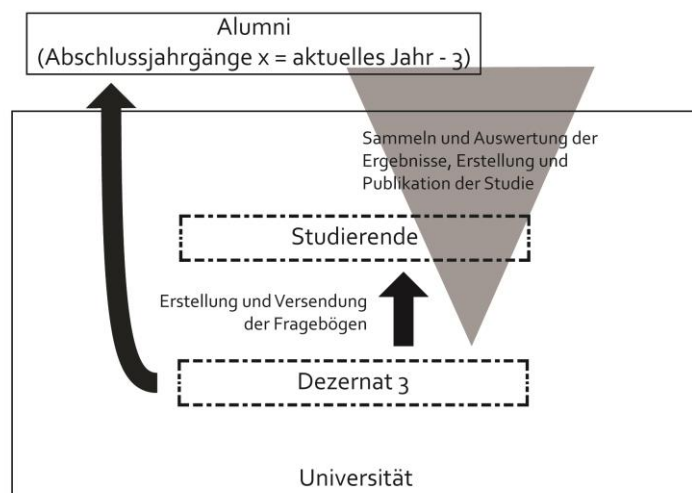 Alumni
(Abschlussjahrgänge x = aktuelles Jahr - 3)
Sammeln und Auswertung der
Ergebnisse, Erstellung und
Publikation der Studie
Studierende
Erstellung und Versendung
der Fragebögen
Dezernat 3
Universität